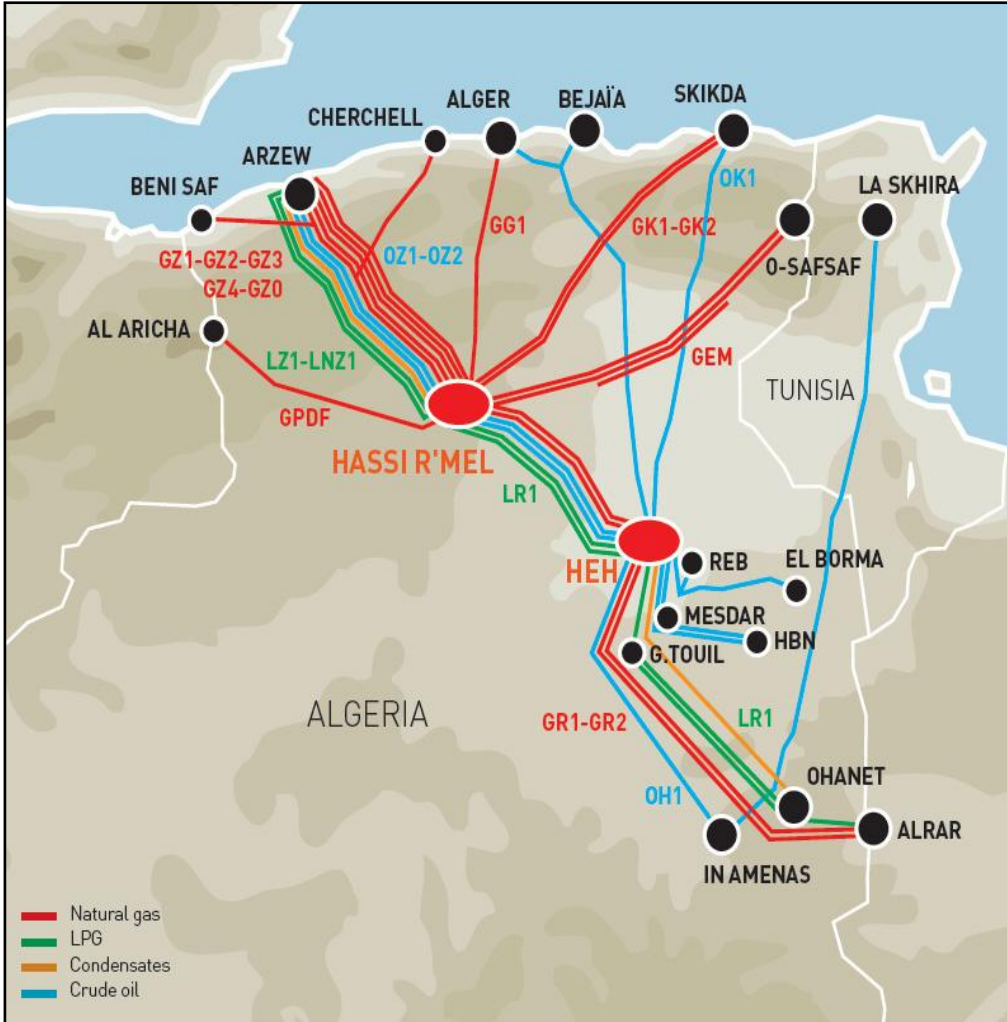 ALGER
BEJAÏA
SKIKDA
CHERCHELL
ARZEW
OK1
LA SKHIRA
BENI SAF
GG1
GK1-GK2
GZ1-GZ2-GZ3
OZ1-OZ2
GZ4-GZ0
O-SAFSAF
AL ARICHA
LZ1-LNZ1
GEM
TUNISIA
GPDF
HASSI R'MEL
LR1
HEH
REB
EL BORMA
MESDAR
HBN
G.TOUIL
ALGERIA
GR1-GR2
LR1
OHANET
OH1
ALRAR
IN AMENAS
Natural gas
LPG
Condensates
Crude oil